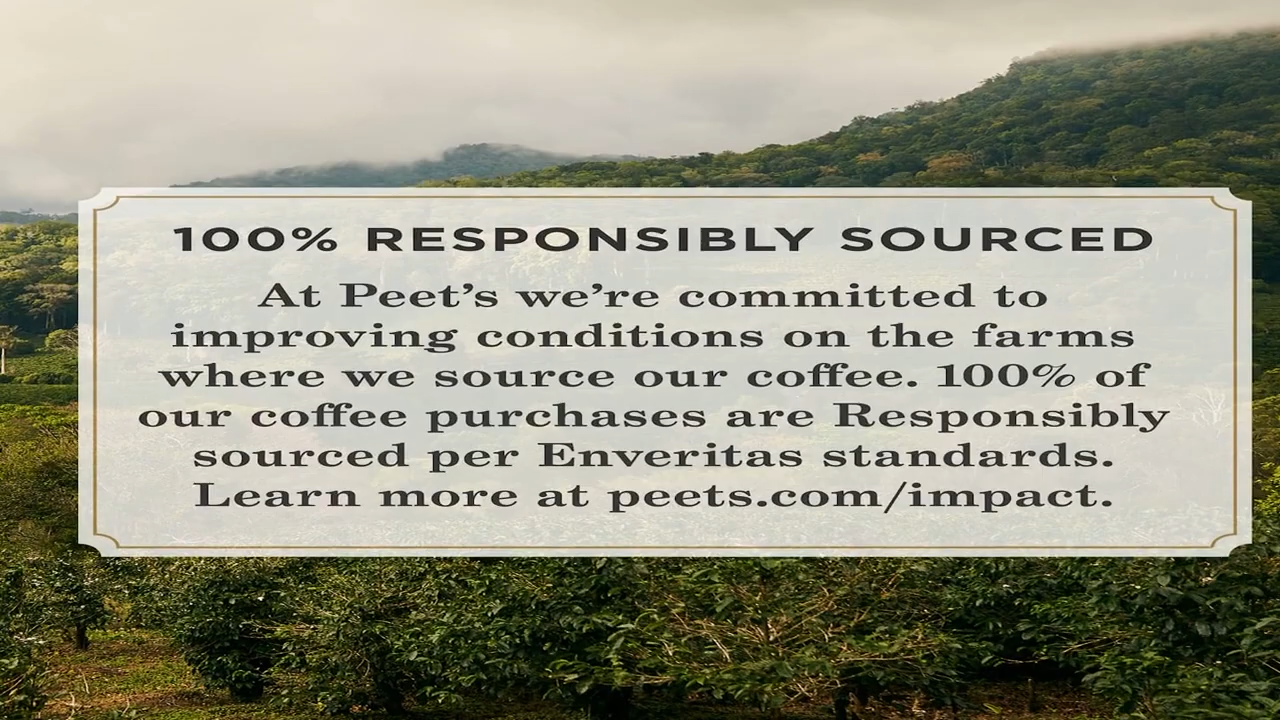 100% RESPONSIBLY SOURCED
At Peet’s we’re committed to
improving conditions on the farms
where we source our coffee. 100% of
our coffee purchases are Responsibly
sourced per Enveritas standards.
Learn more at peets.com/impact.